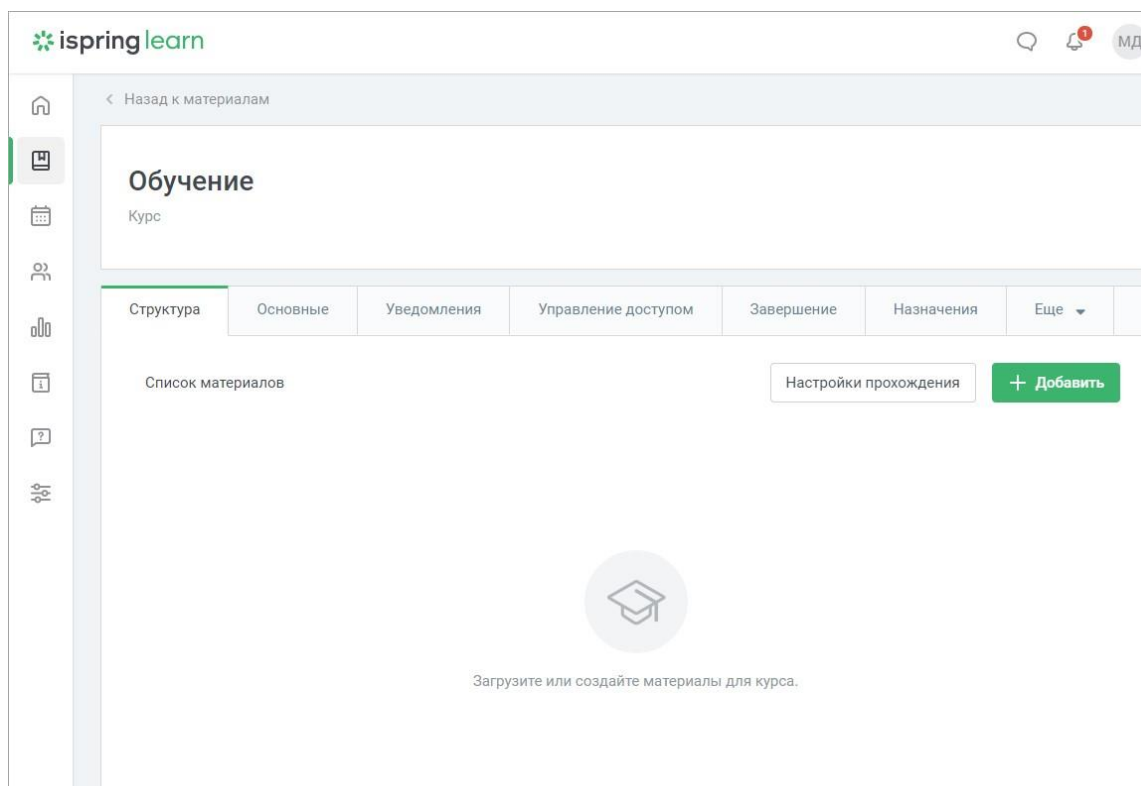 ispring learn
1
МД
Назад к материалам
Обучение
Курс
Структура Основные Уведомления Управление доступом Завершение Назначения Еще
Список материалов Настройки прохождения + Добавить
Загрузите или создайте материалы для курса.